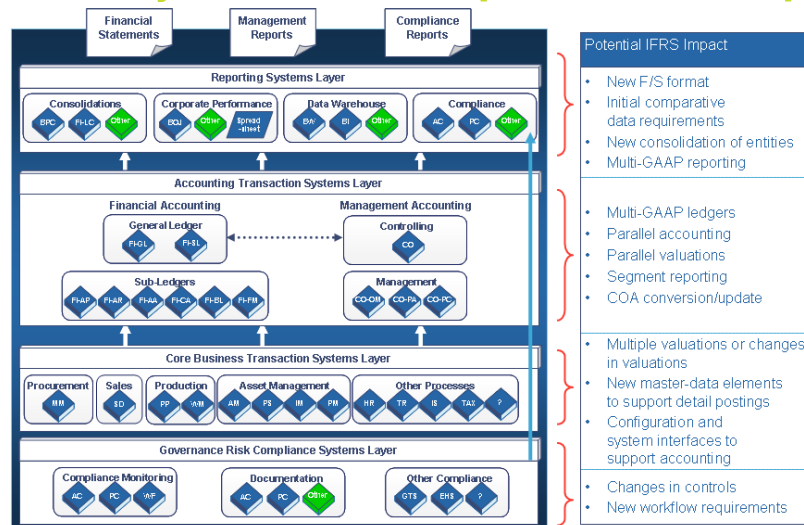 Financial Statements
Management Reports
Compliance Reports
Potential IFRS Impact
Reporting Systems Layer
Consolidations
Corporate Performance
Data Warehouse
Compliance
BPC FI-LC Other
BOJ Other Spread-sheet
BW BI Other
AC PC Other
• New F/S format
• Initial comparative
data requirements
• New consolidation of entities
• Multi-GAAP reporting
Accounting Transaction Systems Layer
Financial Accounting
Management Accounting
General Ledger
Controlling
FI-GL FI-SL
CO
Sub-Ledgers
Management
FI-AP FI-AR FI-AA FI-CA FI-BL FI-FM
CO-OM CO-PA CO-PC
• Multi-GAAP ledgers
• Parallel accounting
• Parallel valuations
• Segment reporting
• COA conversion/update
Core Business Transaction Systems Layer
Procurement
Sales
Production
Asset Management
Other Processes
MM
SD
PP WM
AM PS IM PM
HR TR IS TAX ?
• Multiple valuations or changes
in valuations
• New master-data elements
to support detail postings
• Configuration and
system interfaces to
support accounting
Governance Risk Compliance Systems Layer
Compliance Monitoring
Documentation
Other Compliance
AC PC WF
AC PC Other
GTS EHS ?
• Changes in controls
• New workflow requirements